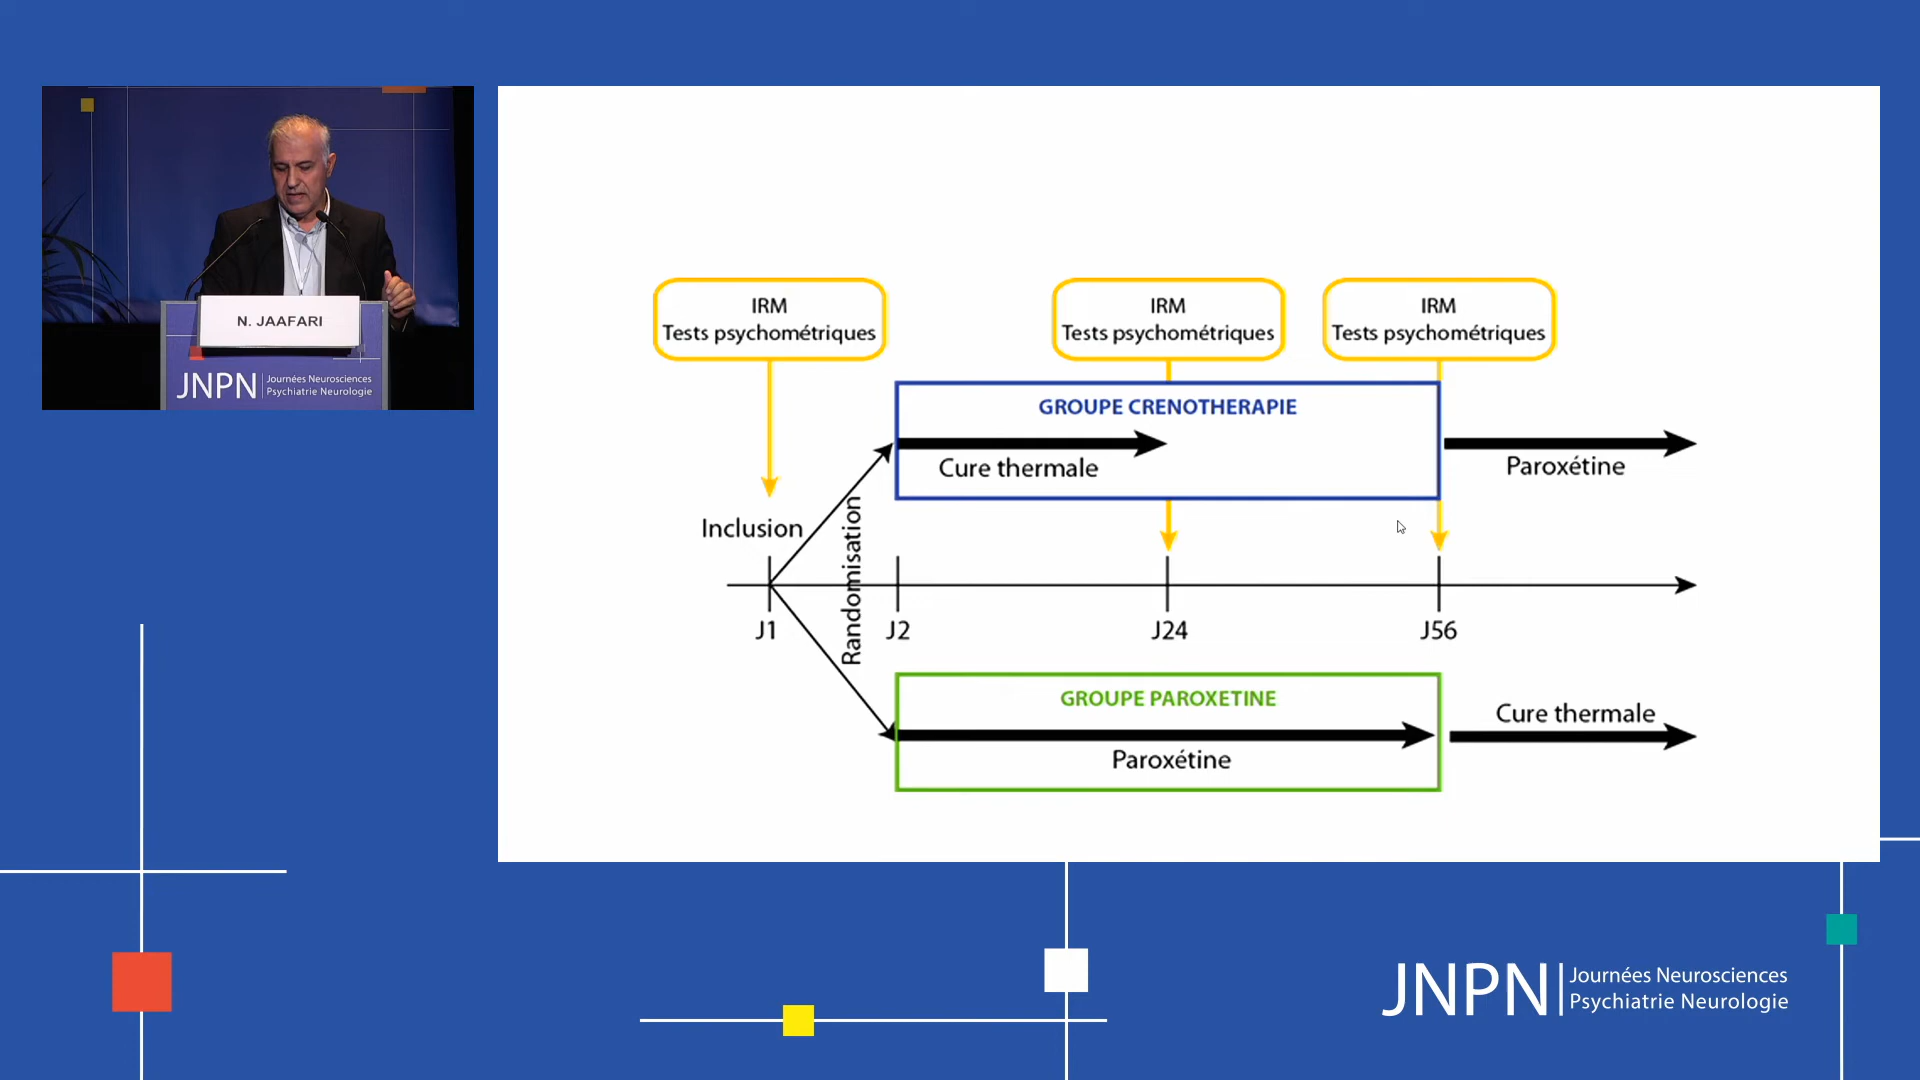 N. JAAFARI
JNPN Journées Neurosciences
Psychiatrie Neurologie
IRM
Tests psychométriques
IRM
Tests psychométriques
IRM
Tests psychométriques
GROUPE CRENOTHERAPIE
Cure thermale
Paroxétine
Inclusion
Randomisation
J1
J2
J24
J56
GROUPE PAROXETINE
Paroxétine
Cure thermale
JNPN Journées Neurosciences
Psychiatrie Neurologie